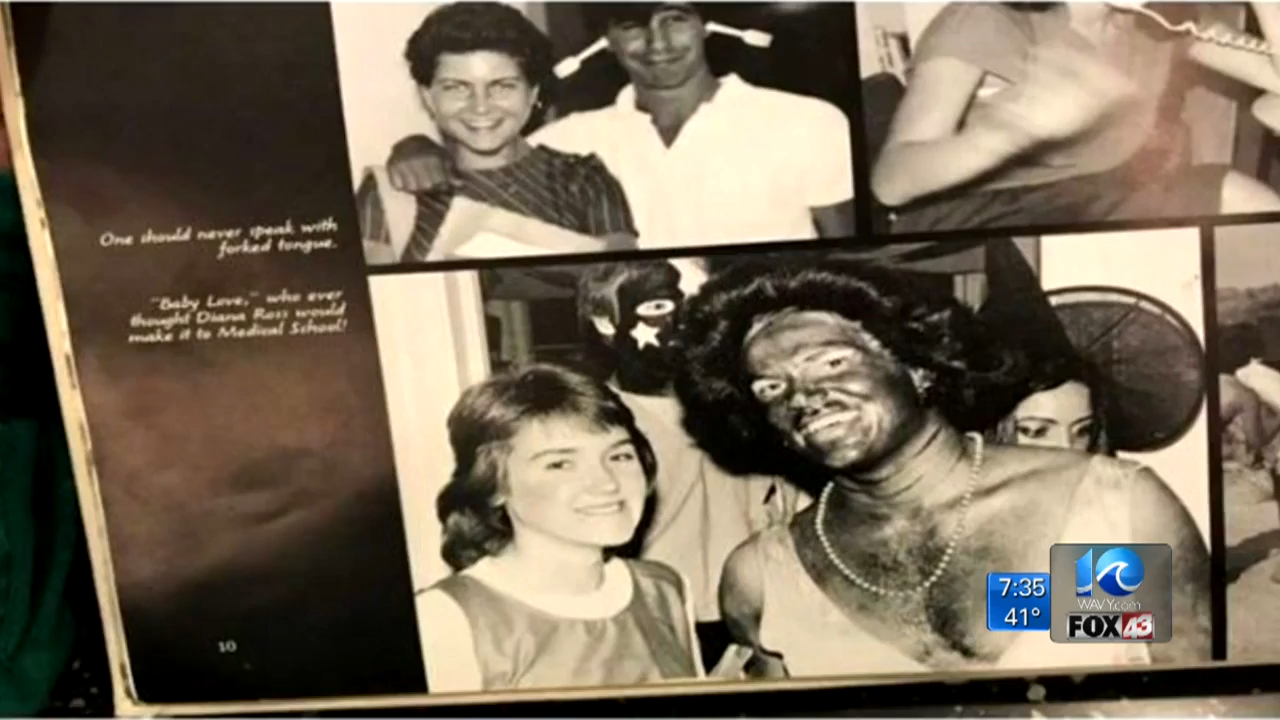 One should never speak with
forked tongue.
"Baby Love," who ever
thought Diana Ross would
make it to Medical School!
10
7:35
41°
10
WAVY.com
FOX 43